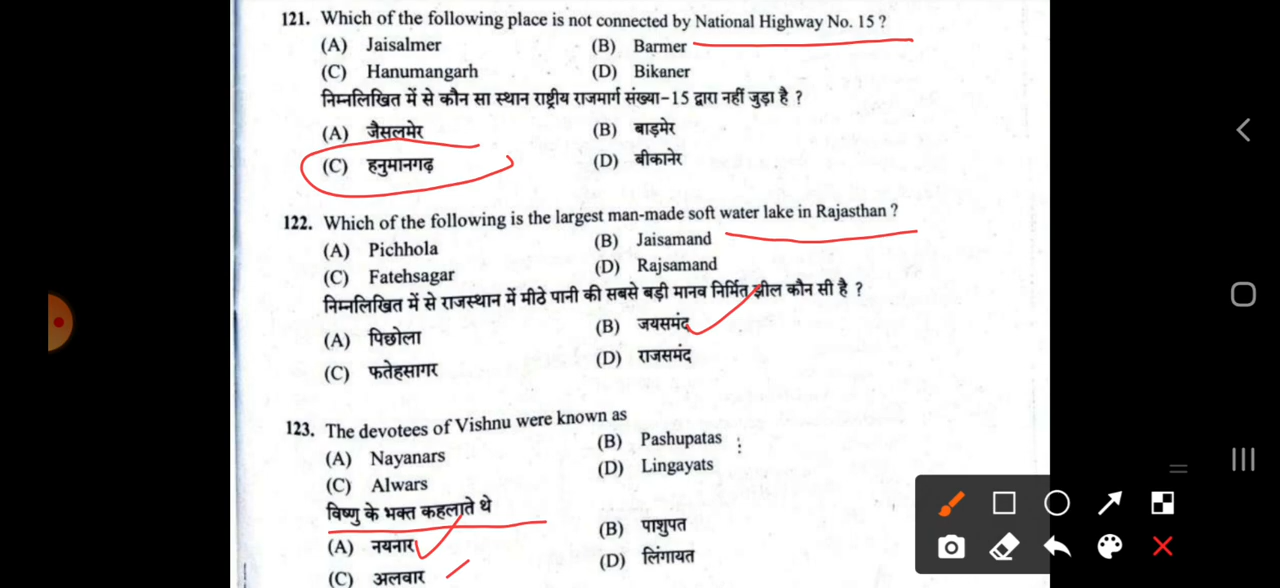 121. Which of the following place is not connected by National Highway No. 15 ?
(A) Jaisalmer (B) Barmer
(C) Hanumangarh (D) Bikaner
निम्नलिखित में से कौन सा स्थान राष्ट्रीय राजमार्ग संख्या-15 द्वारा नहीं जुड़ा है ?
(A) जैसलमेर (B) बाड़मेर
(C) हनुमानगढ़ (D) बीकानेर
122. Which of the following is the largest man-made soft water lake in Rajasthan ?
(A) Pichhola (B) Jaisamand
(C) Fatehsagar (D) Rajsamand
निम्नलिखित में से राजस्थान में मीठे पानी की सबसे बड़ी मानव निर्मित झील कौन सी है ?
(A) पिछोला (B) जयसमंद
(C) फतेहसागर (D) राजसमंद
123. The devotees of Vishnu were known as
(A) Nayanars (B) Pashupatas :
(C) Alwars (D) Lingayats
विष्णु के भक्त कहलाते थे
(A) नयनार (B) पाशुपत
(C) अलवार (D) लिंगायत